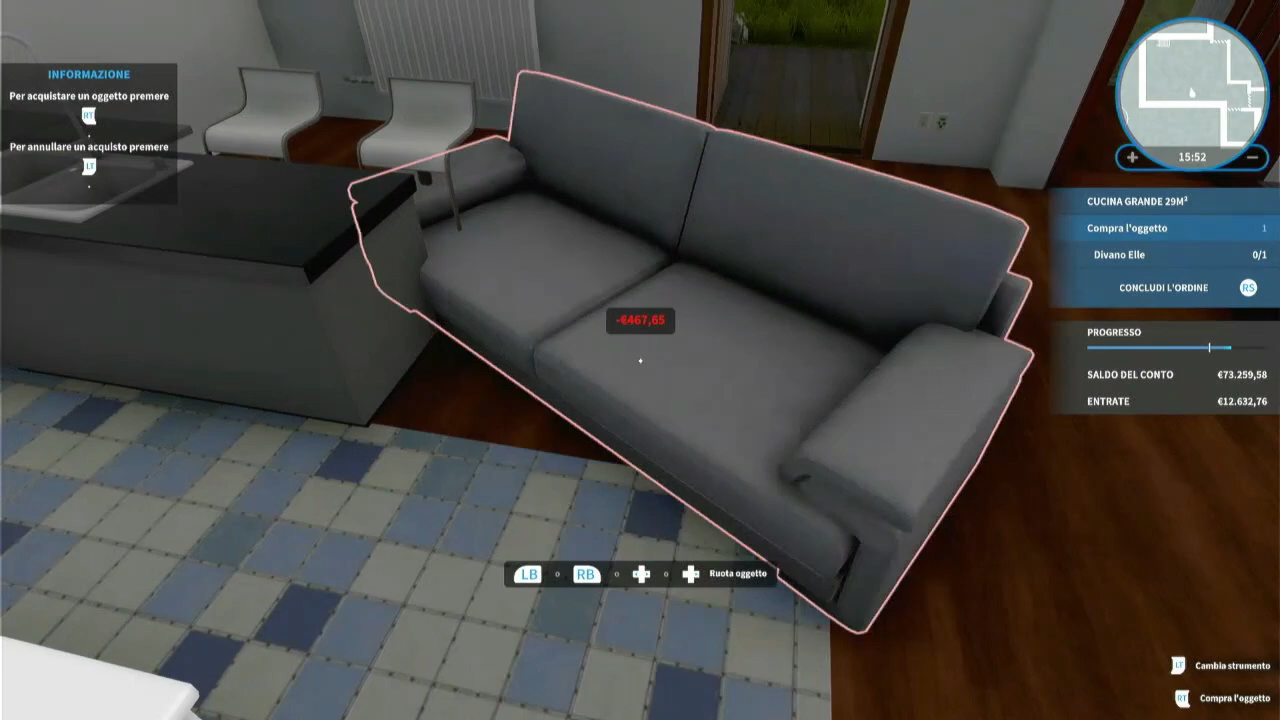 INFORMAZIONE
Per acquistare un oggetto premere
RT
Per annullare un acquisto premere
LT
15:52
CUCINA GRANDE 29M²
Compra l'oggetto 1
Divano Elle 0/1
CONCLUDI L'ORDINE RS
PROGRESSO
SALDO DEL CONTO €73.259,58
ENTRATE €12.632,76
-€467,65
LB o RB o o Ruota oggetto
LT Cambia strumento
RT Compra l'oggetto